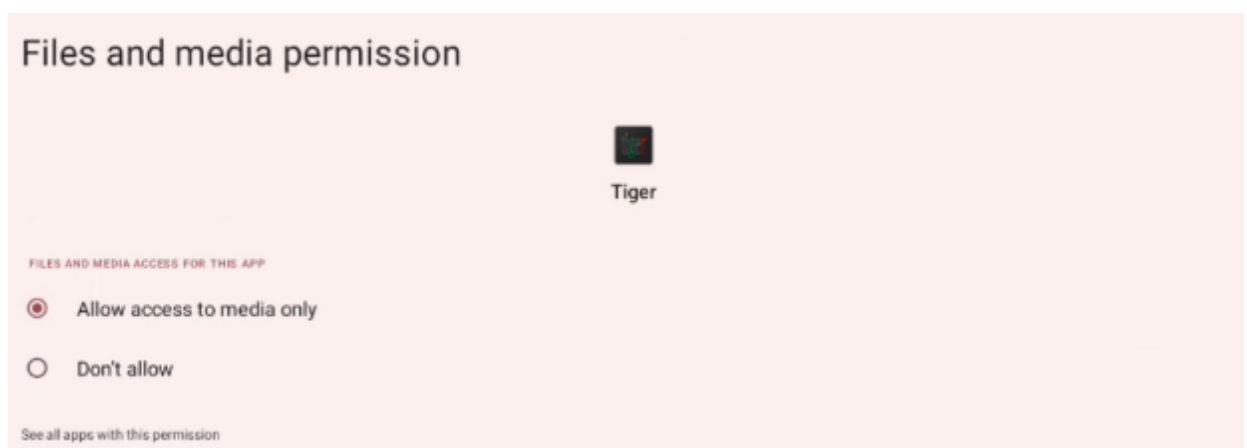 Files and media permission
Tiger
FILES AND MEDIA ACCESS FOR THIS APP
Allow access to media only
Don't allow
See all apps with this permission